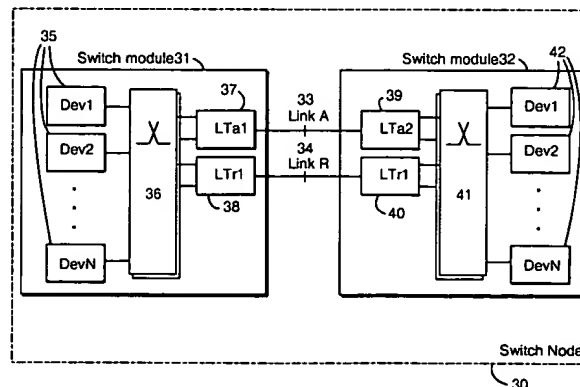 35
42
Switch module31
Switch module32
37
33
39
Dev1
LTa1
Link A
LTa2
Dev1
Dev2
34
Dev2
LTr1
Link R
LTr1
36
38
40
41
DevN
DevN
Switch Node
30